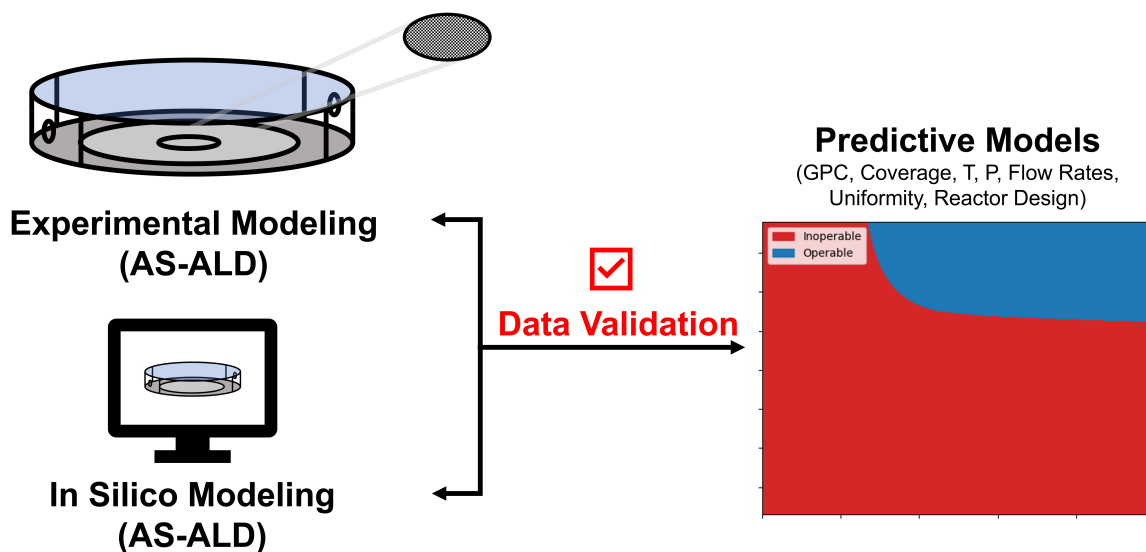 Experimental Modeling
(AS-ALD)
In Silico Modeling
(AS-ALD)
Data Validation
Predictive Models
(GPC, Coverage, T, P, Flow Rates,
Uniformity, Reactor Design)
Inoperable
Operable